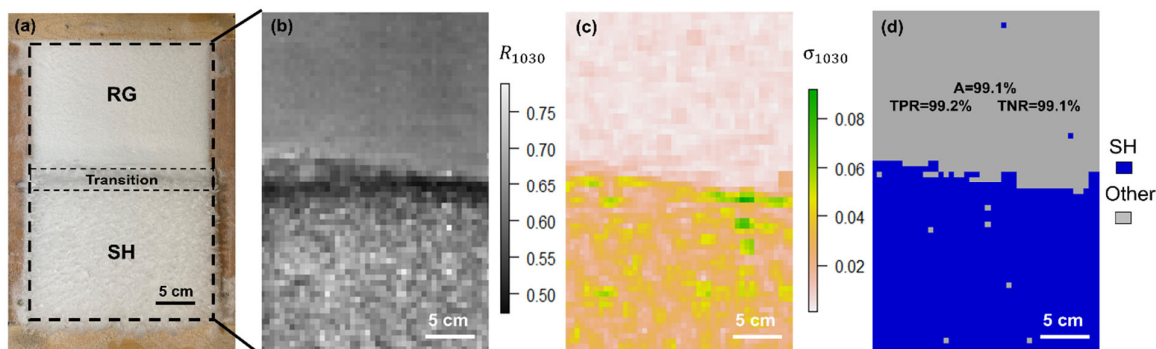 (a)
RG
Transition
SH
5 cm
(b)
R1030
0.75
0.70
0.65
0.60
0.55
0.50
(c)
5 cm
σ1030
0.08
0.06
0.04
0.02
5 cm
(d)
A=99.1%
TPR=99.2% TNR=99.1%
SH
Other
5 cm